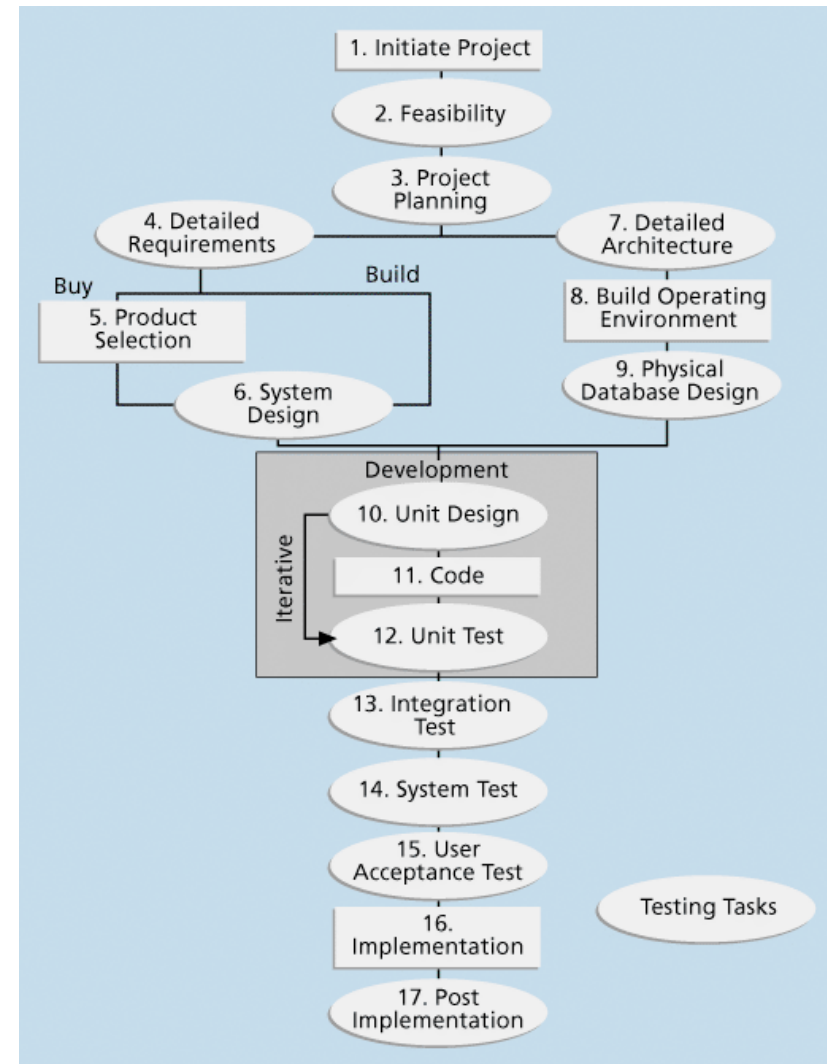 1. Initiate Project
2. Feasibility
3. Project
Planning
4. Detailed
Requirements
7. Detailed
Architecture
Buy
Build
5. Product
Selection
8. Build Operating
Environment
6. System
Design
9. Physical
Database Design
Development
Iterative
10. Unit Design
11. Code
12. Unit Test
13. Integration
Test
14. System Test
15. User
Acceptance Test
Testing Tasks
16.
Implementation
17. Post
Implementation